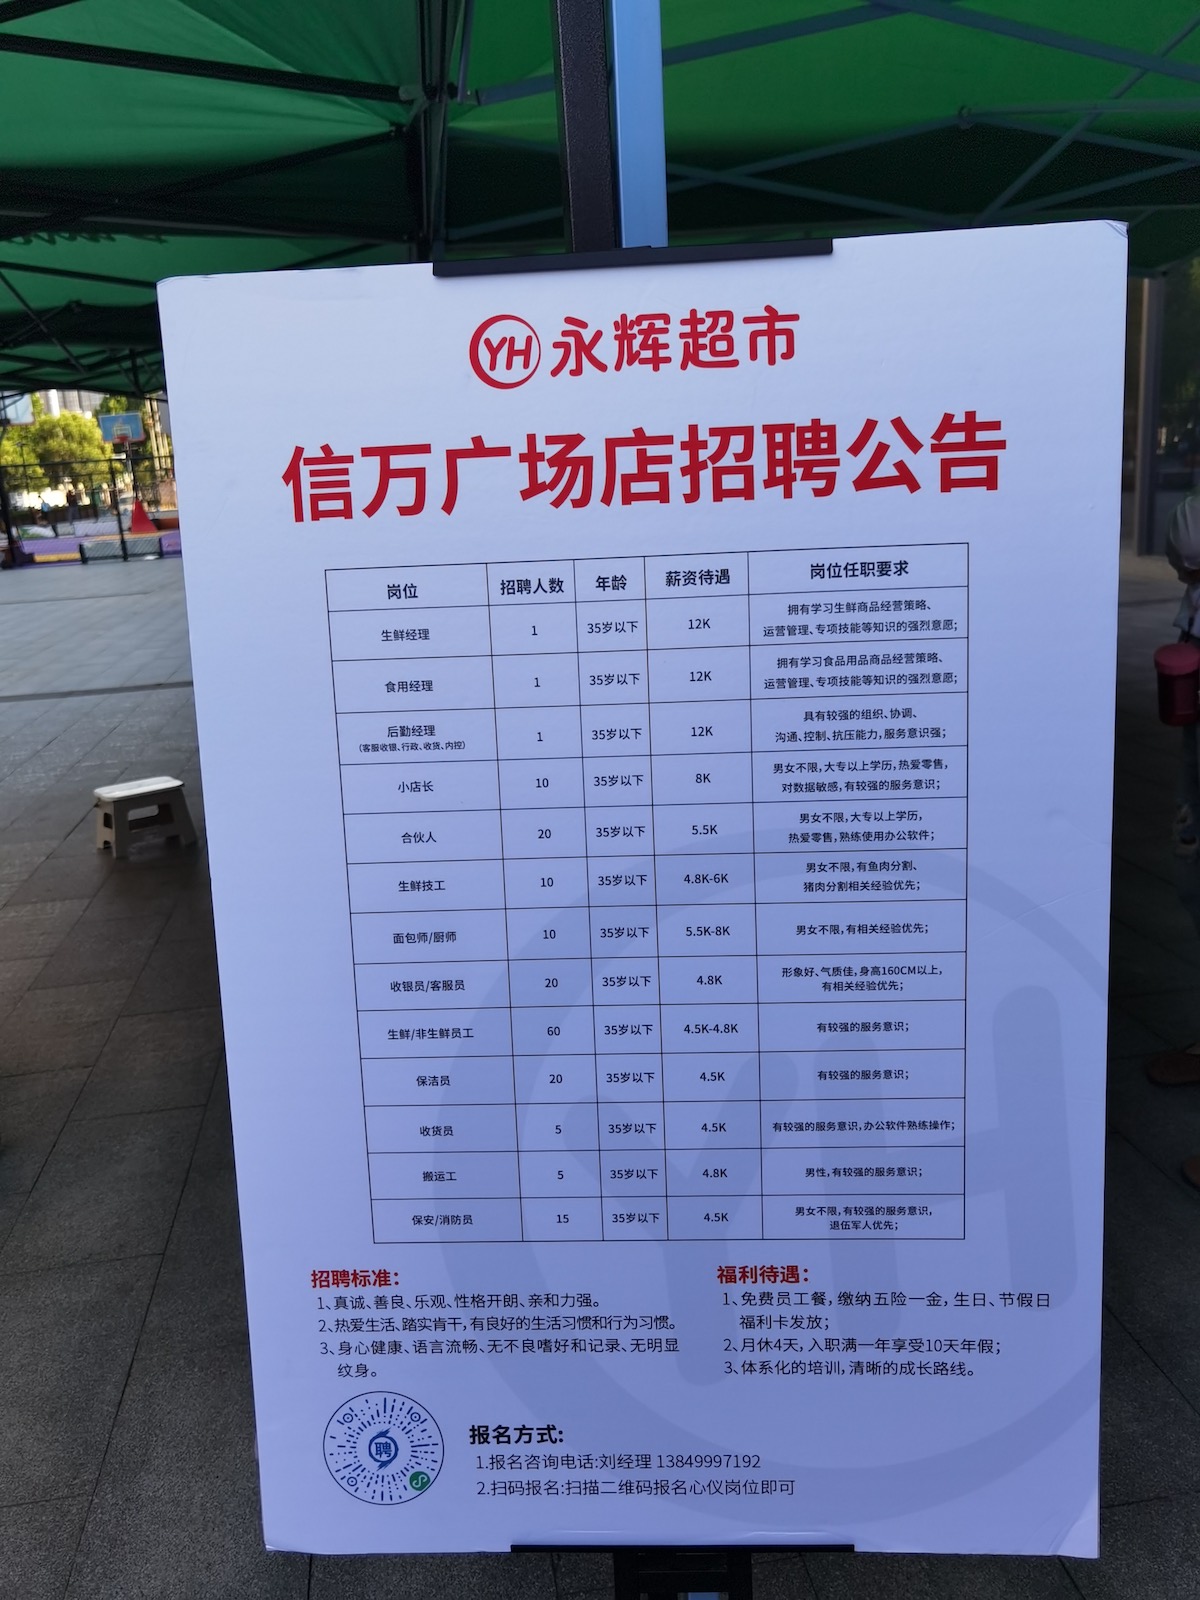 YH 永辉超市
信万广场店招聘公告
岗位 招聘人数 年龄 薪资待遇 岗位任职要求
生鲜经理 1 35岁以下 12K 拥有学习生鲜商品经营策略、
运营管理、专项技能等知识的强烈意愿；
食用经理 1 35岁以下 12K 拥有学习食品用品商品经营策略、
运营管理、专项技能等知识的强烈意愿；
后勤经理
（客服收银、行政、收货、内控） 1 35岁以下 12K 具有较强的组织、协调、
沟通、控制、抗压能力，服务意识强；
小店长 10 35岁以下 8K 男女不限，大专以上学历，热爱零售，
对数据敏感，有较强的服务意识；
合伙人 20 35岁以下 5.5K 男女不限，大专以上学历，
热爱零售，熟练使用办公软件；
生鲜技工 10 35岁以下 4.8K-6K 男女不限，有鱼肉分割、
猪肉分割相关经验优先；
面包师/厨师 10 35岁以下 5.5K-8K 男女不限，有相关经验优先；
收银员/客服员 20 35岁以下 4.8K 形象好、气质佳，身高160CM以上，
有相关经验优先；
生鲜/非生鲜员工 60 35岁以下 4.5K-4.8K 有较强的服务意识；
保洁员 20 35岁以下 4.5K 有较强的服务意识；
收货员 5 35岁以下 4.5K 有较强的服务意识，办公软件熟练操作；
搬运工 5 35岁以下 4.8K 男性，有较强的服务意识；
保安/消防员 15 35岁以下 4.5K 男女不限，有较强的服务意识，
退伍军人优先；
招聘标准：
1、真诚、善良、乐观、性格开朗、亲和力强。
2、热爱生活、踏实肯干，有良好的生活习惯和行为习惯。
3、身心健康、语言流畅、无不良嗜好和记录、无明显
纹身。
福利待遇：
1、免费员工餐，缴纳五险一金，生日、节假日
福利卡发放；
2、月休4天，入职满一年享受10天年假；
3、体系化的培训，清晰的成长路线。
聘
报名方式：
1.报名咨询电话:刘经理 13849997192
2.扫码报名:扫描二维码报名心仪岗位即可